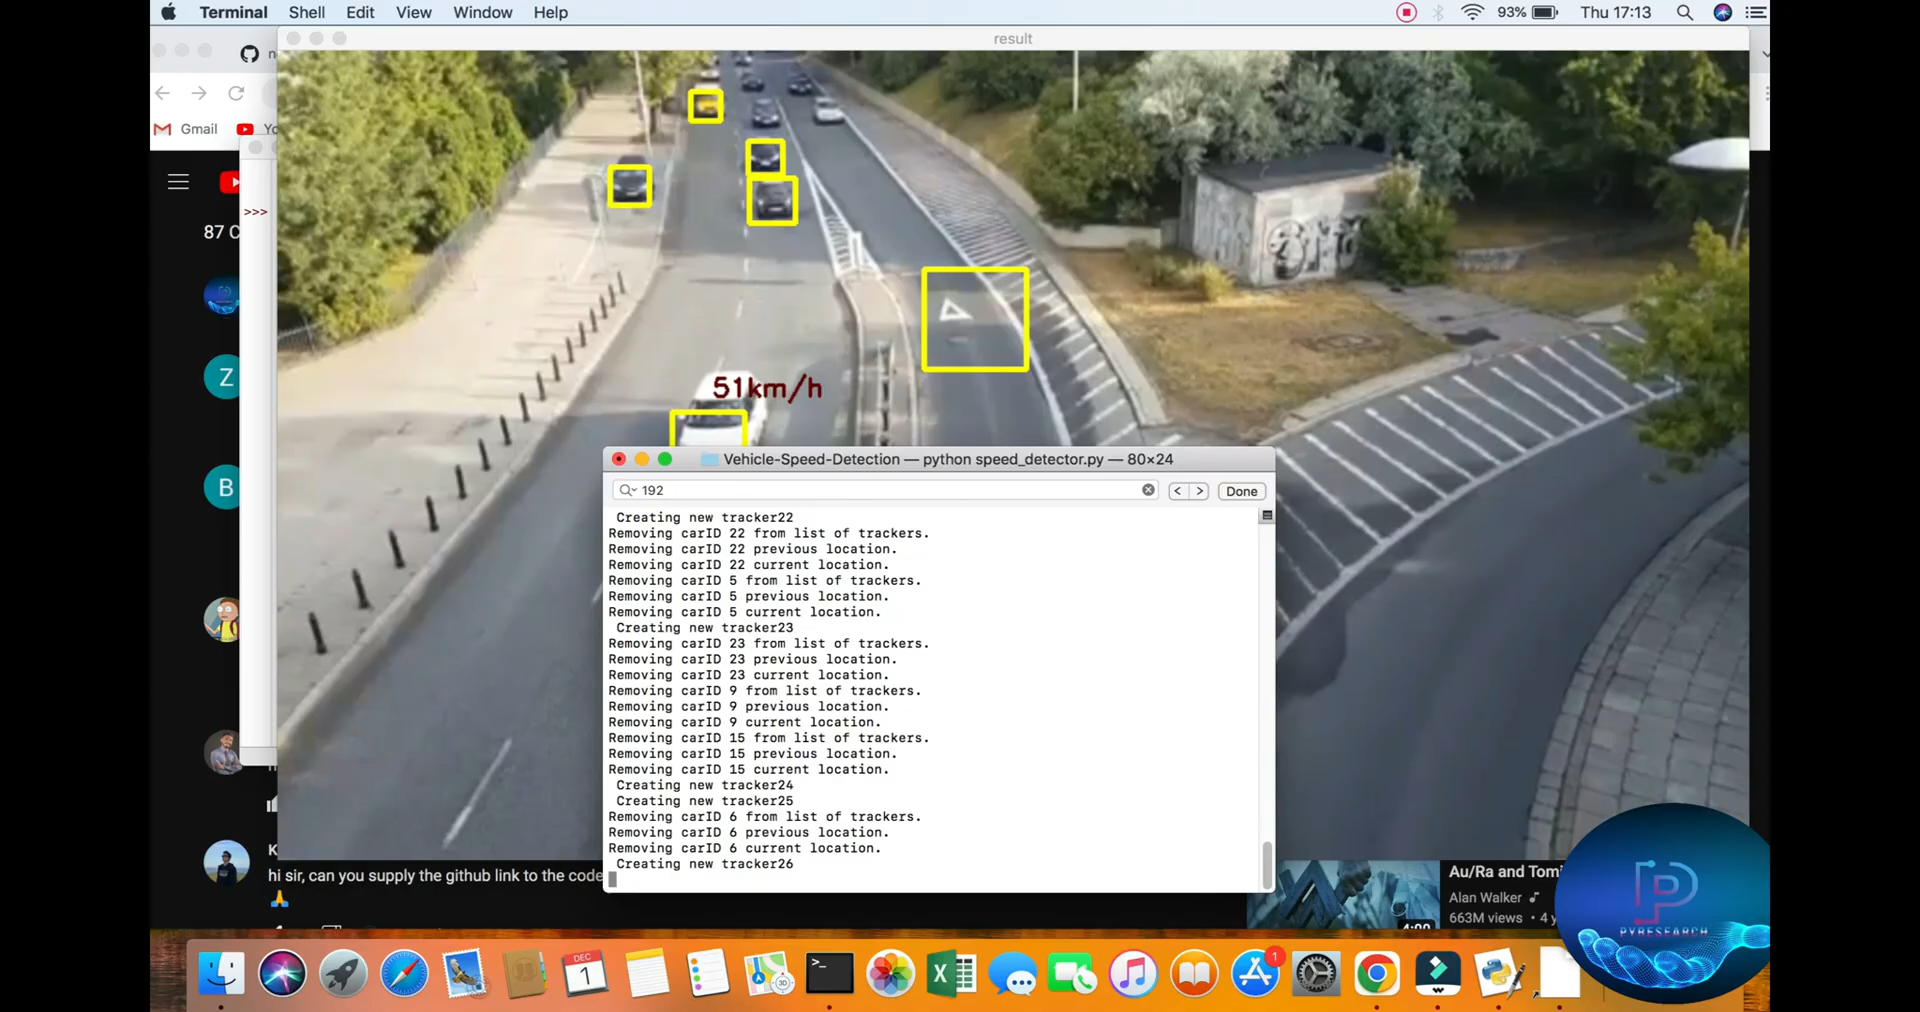 Terminal Shell Edit View Window Help 93% Thu 17:13
result
Gmail
>>>
87
Z
51km/h
Vehicle-Speed-Detection — python speed_detector.py — 80×24
192
Done
B
Creating new tracker22
Removing carID 22 from list of trackers.
Removing carID 22 previous location.
Removing carID 22 current location.
Removing carID 5 from list of trackers.
Removing carID 5 previous location.
Removing carID 5 current location.
Creating new tracker23
Removing carID 23 from list of trackers.
Removing carID 23 previous location.
Removing carID 23 current location.
Removing carID 9 from list of trackers.
Removing carID 9 previous location.
Removing carID 9 current location.
Removing carID 15 from list of trackers.
Removing carID 15 previous location.
Removing carID 15 current location.
Creating new tracker24
Creating new tracker25
Removing carID 6 from list of trackers.
Removing carID 6 previous location.
Removing carID 6 current location.
Creating new tracker26
K
hi sir, can you supply the github link to the code
Au/Ra and Tomi
Alan Walker
663M views • 4 y
PYRESEARCH
DEC
1
3D
1